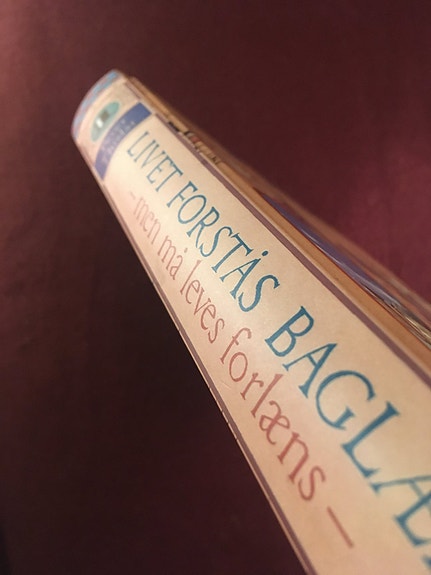 LIVET FORSTÅS BAGLÆ
– men må leves forlæns –